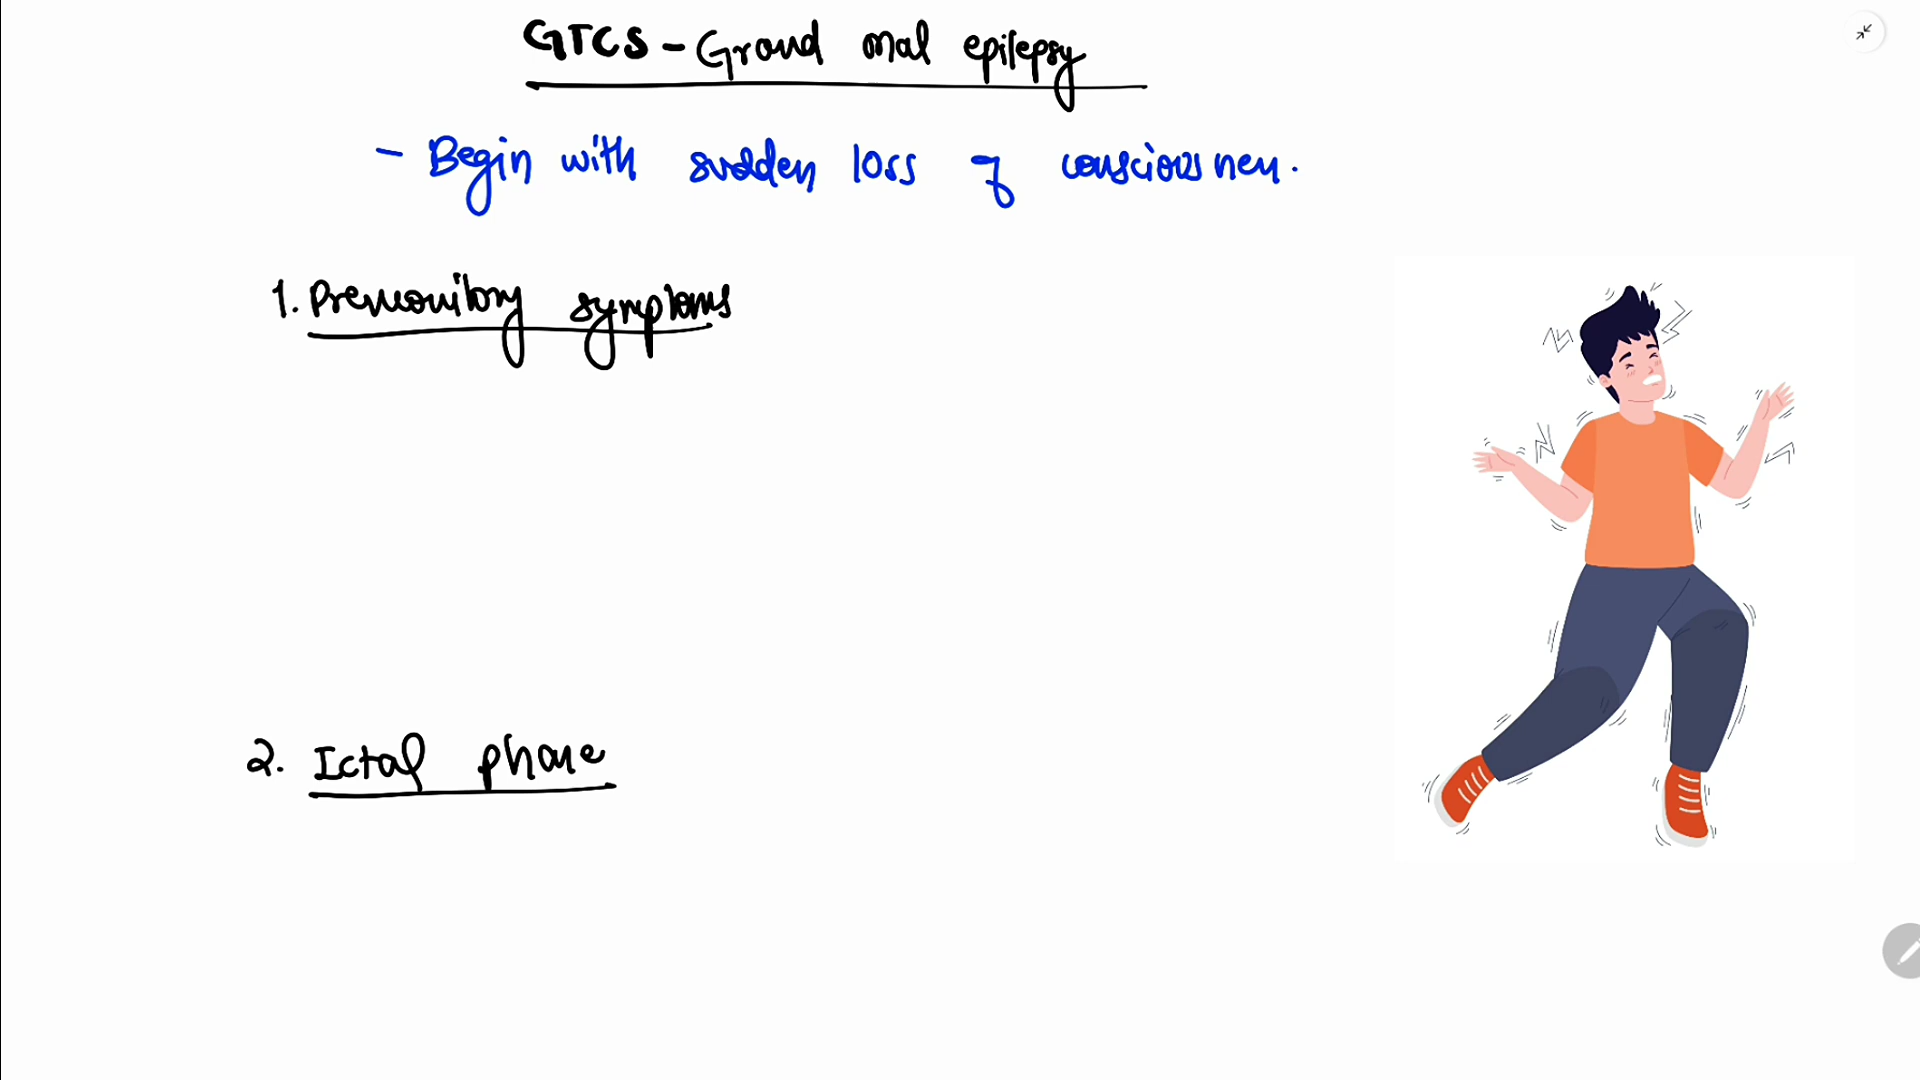 GTCS - Grand mal epilepsy
- Begin with sudden loss of consciousness.
1. Premonitory symptoms
2. Ictal phase